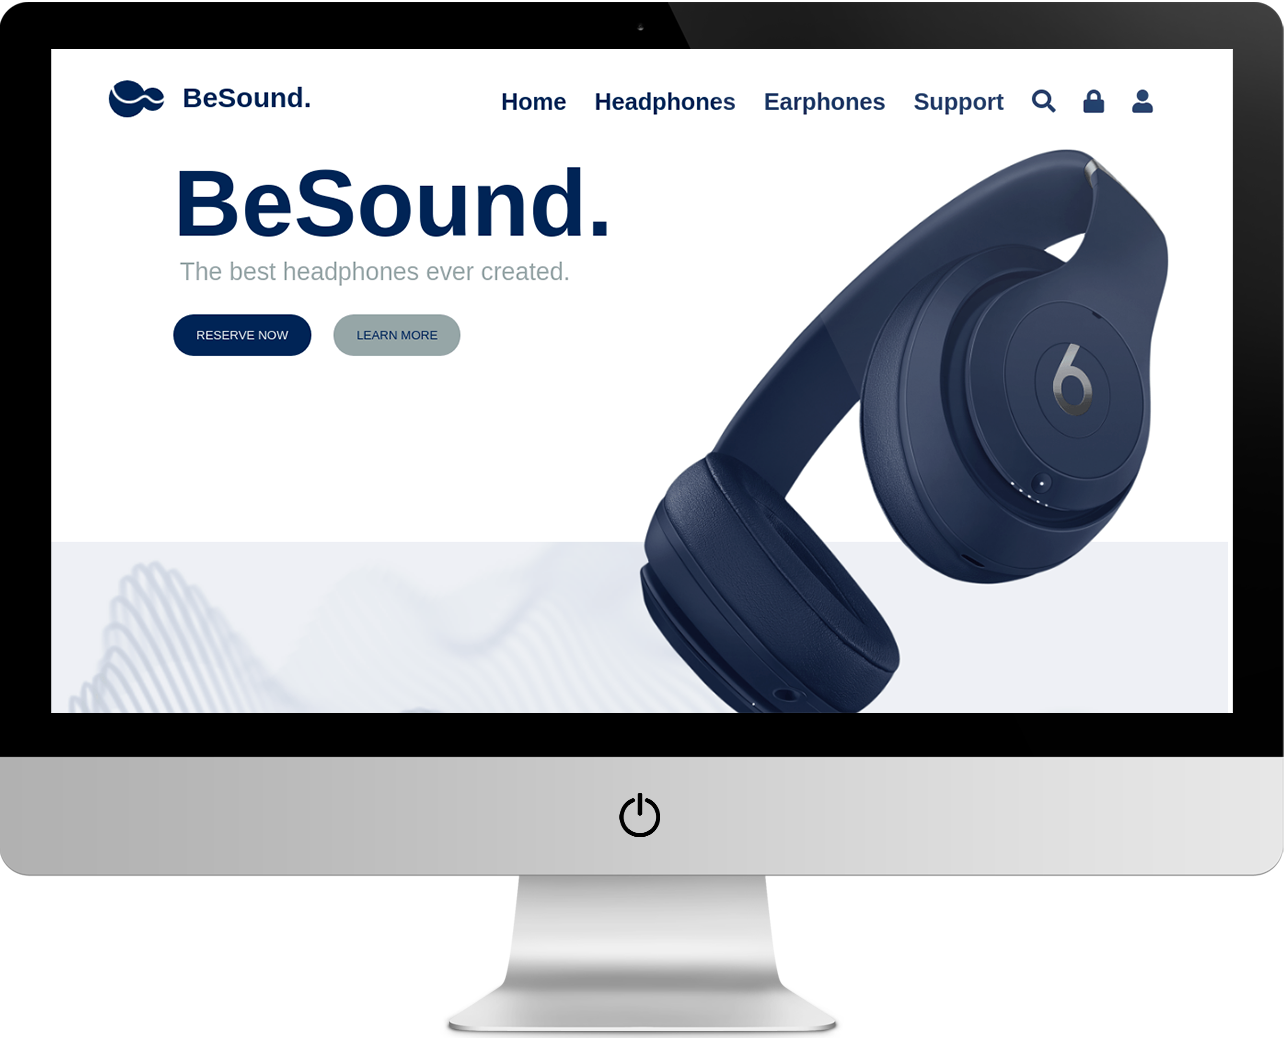 BeSound.
Home Headphones Earphones Support
BeSound.
The best headphones ever created.
RESERVE NOW LEARN MORE